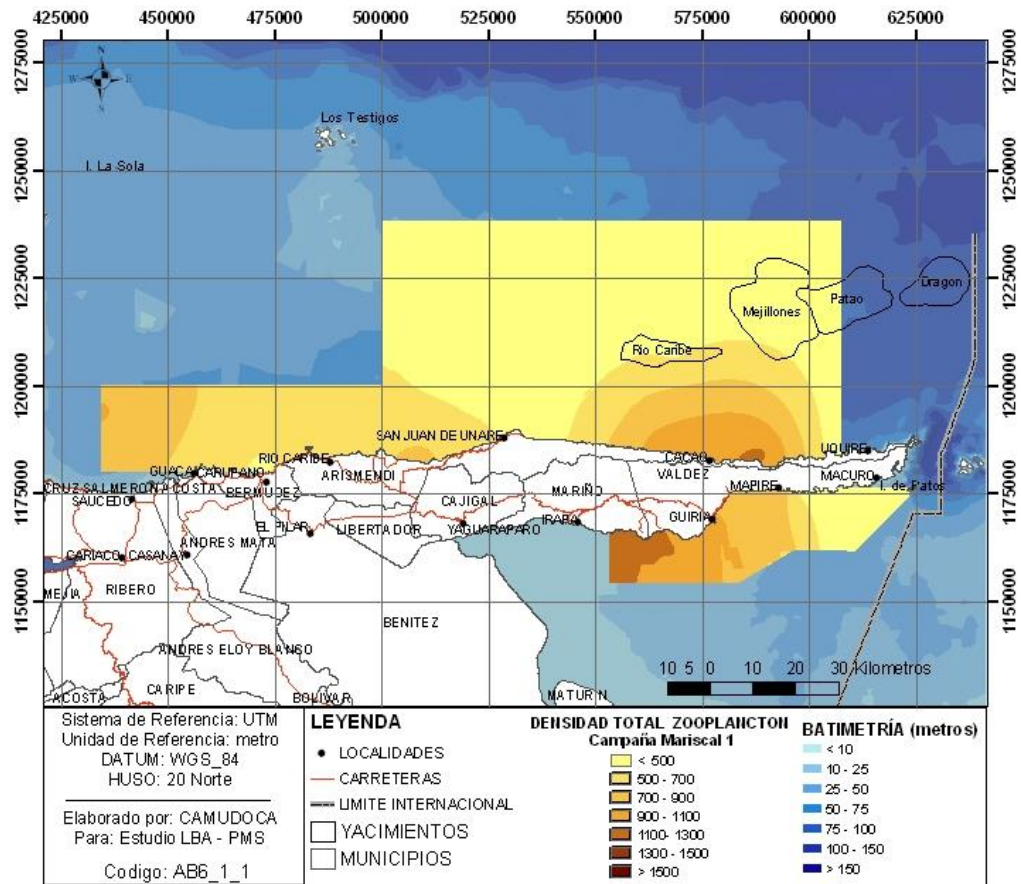 425000 450000 475000 500000 525000 550000 575000 600000 625000
1275000 1275000
N
W E
Los Testigos
I. La Sola
1250000 1250000
1225000 1225000
Dragon
Patao
Mejillones
Rio Caribe
1200000 1200000
SAN JUAN DE UNARE
UQUIRE
CACAO
RIO CARIBE
GUACA
CARUPANO
ARISMENDI
VALDEZ
MACURO
MAPIRE
I. de Patos
1175000 1175000
CRUZ SALMERON ACOSTA
BERMUDEZ
SAUCEDO
CAJIGAL
MARIÑO
GUIRIA
EL PILAR
LIBERTADOR
YAGUARAPARO
IRAPA
ANDRES MATA
CARIACO
CASANAY
MEJIA
RIBERO
1150000 1150000
BENITEZ
ANDRES ELOY BLANCO
CARIPE
ACOSTA
BOLIVAR
MATURIN
10 5 0 10 20 30 Kilometros
Sistema de Referencia: UTM
Unidad de Referencia: metro
DATUM: WGS_84
HUSO: 20 Norte
Elaborado por: CAMUDOCA
Para: Estudio LBA - PMS
Codigo: AB6_1_1
LEYENDA
LOCALIDADES
CARRETERAS
LIMITE INTERNACIONAL
YACIMIENTOS
MUNICIPIOS
DENSIDAD TOTAL ZOOPLANCTON
Campaña Mariscal 1
< 500
500 - 700
700 - 900
900 - 1100
1100- 1300
1300 - 1500
> 1500
BATIMETRÍA (metros)
< 10
10 - 25
25 - 50
50 - 75
75 - 100
100 - 150
> 150